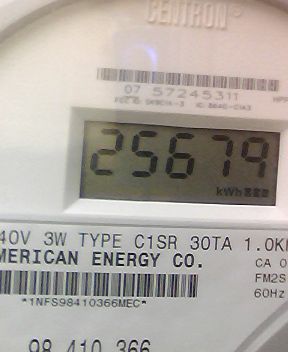 CENTRON®
07 57245311
25679
kWh
40V 3W TYPE C1SR 30TA 1.0K
MERICAN ENERGY CO.
CA 0
FM2S
60Hz
*1NFS98410366MEC*
98 410 366